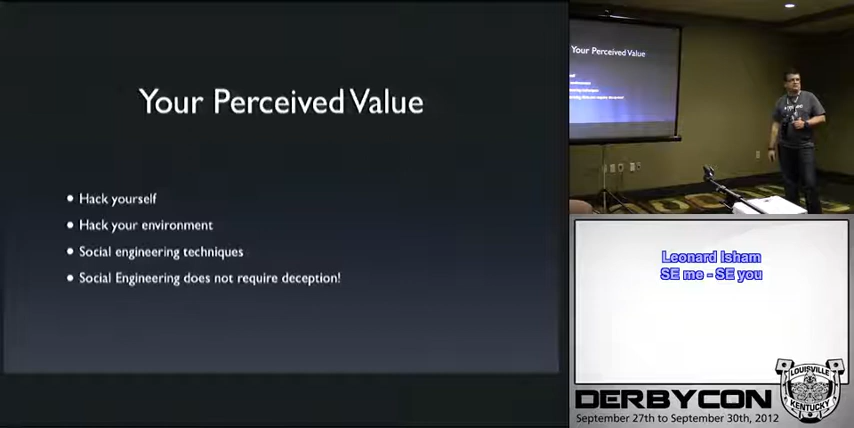 Your Perceived Value
• Hack yourself
• Hack your environment
• Social engineering techniques
• Social Engineering does not require deception!
Your Perceived Value
Leonard Isham
SE me - SE you
DERBYCON
September 27th to September 30th, 2012
LOUISVILLE
KENTUCKY